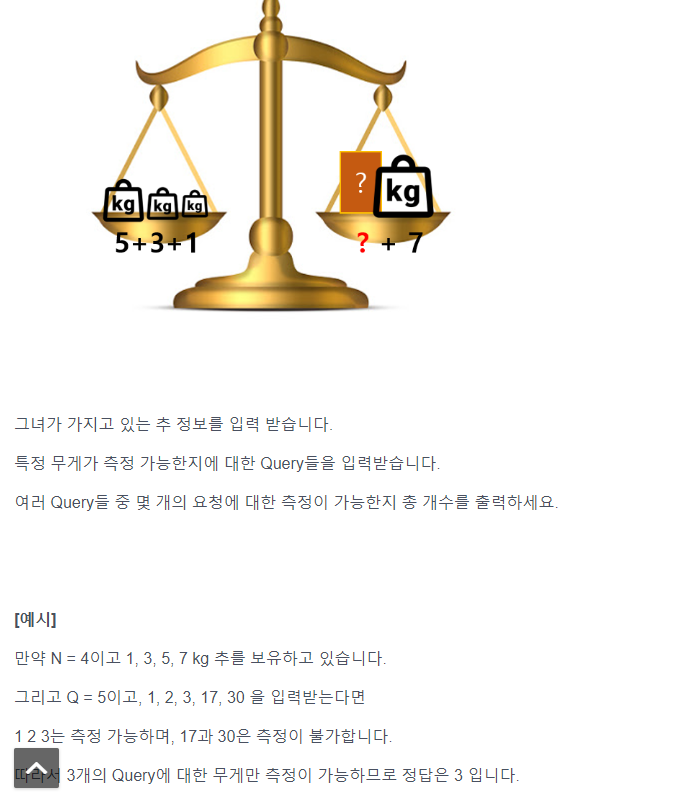 kg kg kg ? kg
5+3+1 ? + 7
그녀가 가지고 있는 추 정보를 입력 받습니다.
특정 무게가 측정 가능한지에 대한 Query들을 입력받습니다.
여러 Query들 중 몇 개의 요청에 대한 측정이 가능한지 총 개수를 출력하세요.
[예시]
만약 N = 4이고 1, 3, 5, 7 kg 추를 보유하고 있습니다.
그리고 Q = 5이고, 1, 2, 3, 17, 30 을 입력받는다면
1 2 3는 측정 가능하며, 17과 30은 측정이 불가합니다.
따라서 3개의 Query에 대한 무게만 측정이 가능하므로 정답은 3 입니다.